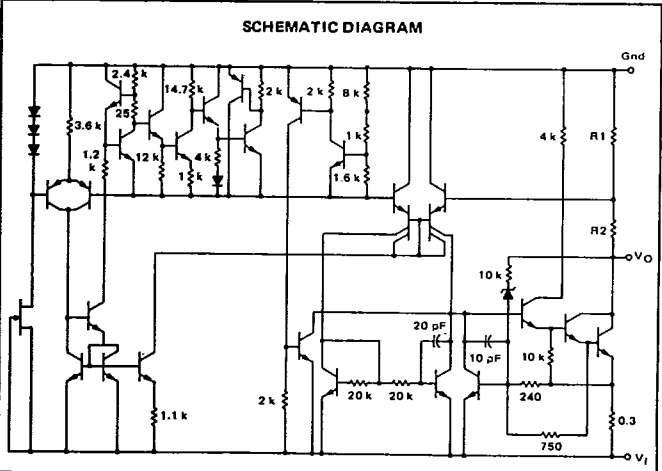 SCHEMATIC DIAGRAM
Gnd
2.4 k
14.7 k
2 k
2 k
8k
25
3.6 k
4 k
R1
1 k
1.2 k
12 k
4 k
1 k
1.6 k
R2
VO
10 k
20 pF
10 pF
10 k
20 k
20 k
240
2 k
1.1 k
0.3
750
VI